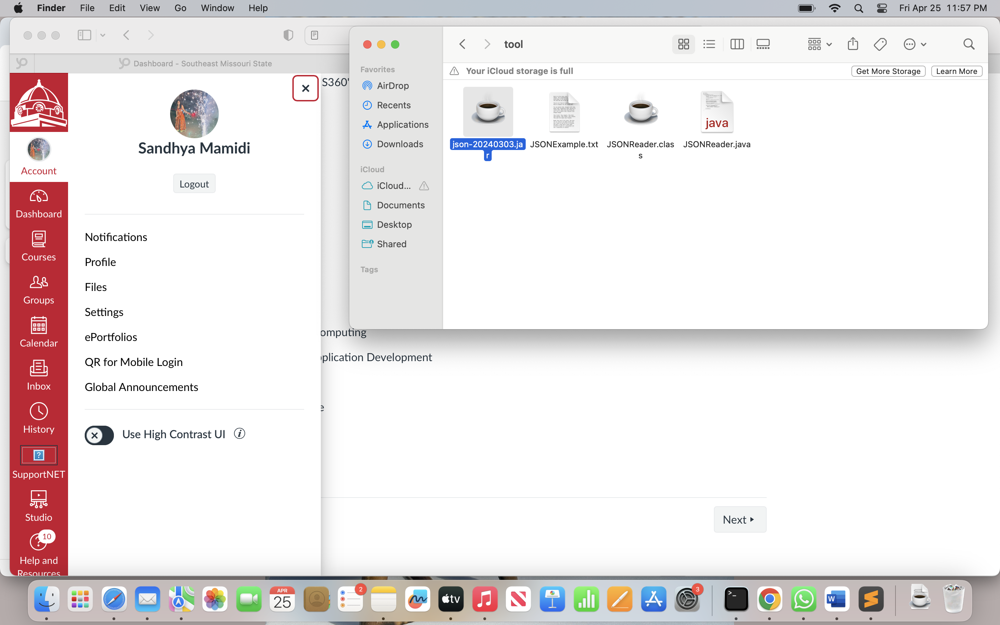 Finder File Edit View Go Window Help
Fri Apr 25 11:57 PM
Dashboard - Southeast Missouri State
S360'
Sandhya Mamidi
Logout
Notifications
Profile
Files
Settings
ePortfolios
QR for Mobile Login
Global Announcements
Use High Contrast UI
Account
Dashboard
Courses
Groups
Calendar
Inbox
History
SupportNET
Studio
10
Help and
Resources
omputing
plication Development
e
Next
tool
Your iCloud storage is full
Get More Storage
Learn More
Favorites
AirDrop
Recents
Applications
Downloads
iCloud
iCloud...
Documents
Desktop
Shared
Tags
json-20240303.ja
r
JSONExample.txt
JSONReader.clas
s
java
JSONReader.java
APR
25
2
tv
3
>_
W